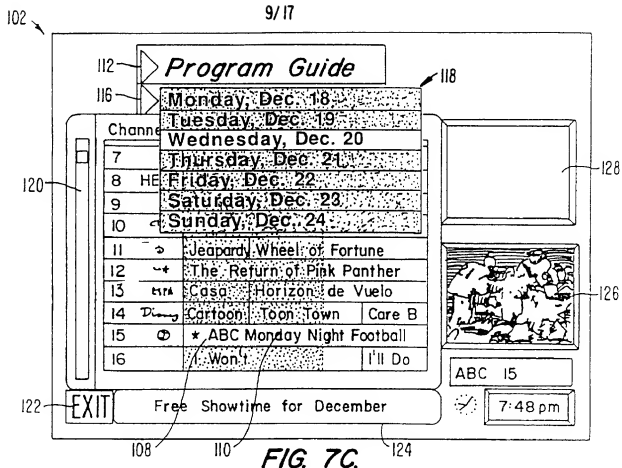 9/17
102
112 Program Guide
118
116 Monday, Dec. 18
Tuesday, Dec. 19
Wednesday, Dec. 20
Thursday, Dec. 21
Friday, Dec. 22
Saturday, Dec. 23
Sunday, Dec. 24
Channe
7
8 HE
9
10
11 Jeopardy Wheel of Fortune
12 The Return of Pink Panther
13 Casa Horizon de Vuelo
14 Disney Cartoon Toon Town Care B
15 ★ ABC Monday Night Football
16 Won't I'll Do
120
128
126
ABC 15
7:48 pm
122 EXIT Free Showtime for December
108 110 124
FIG. 7C.